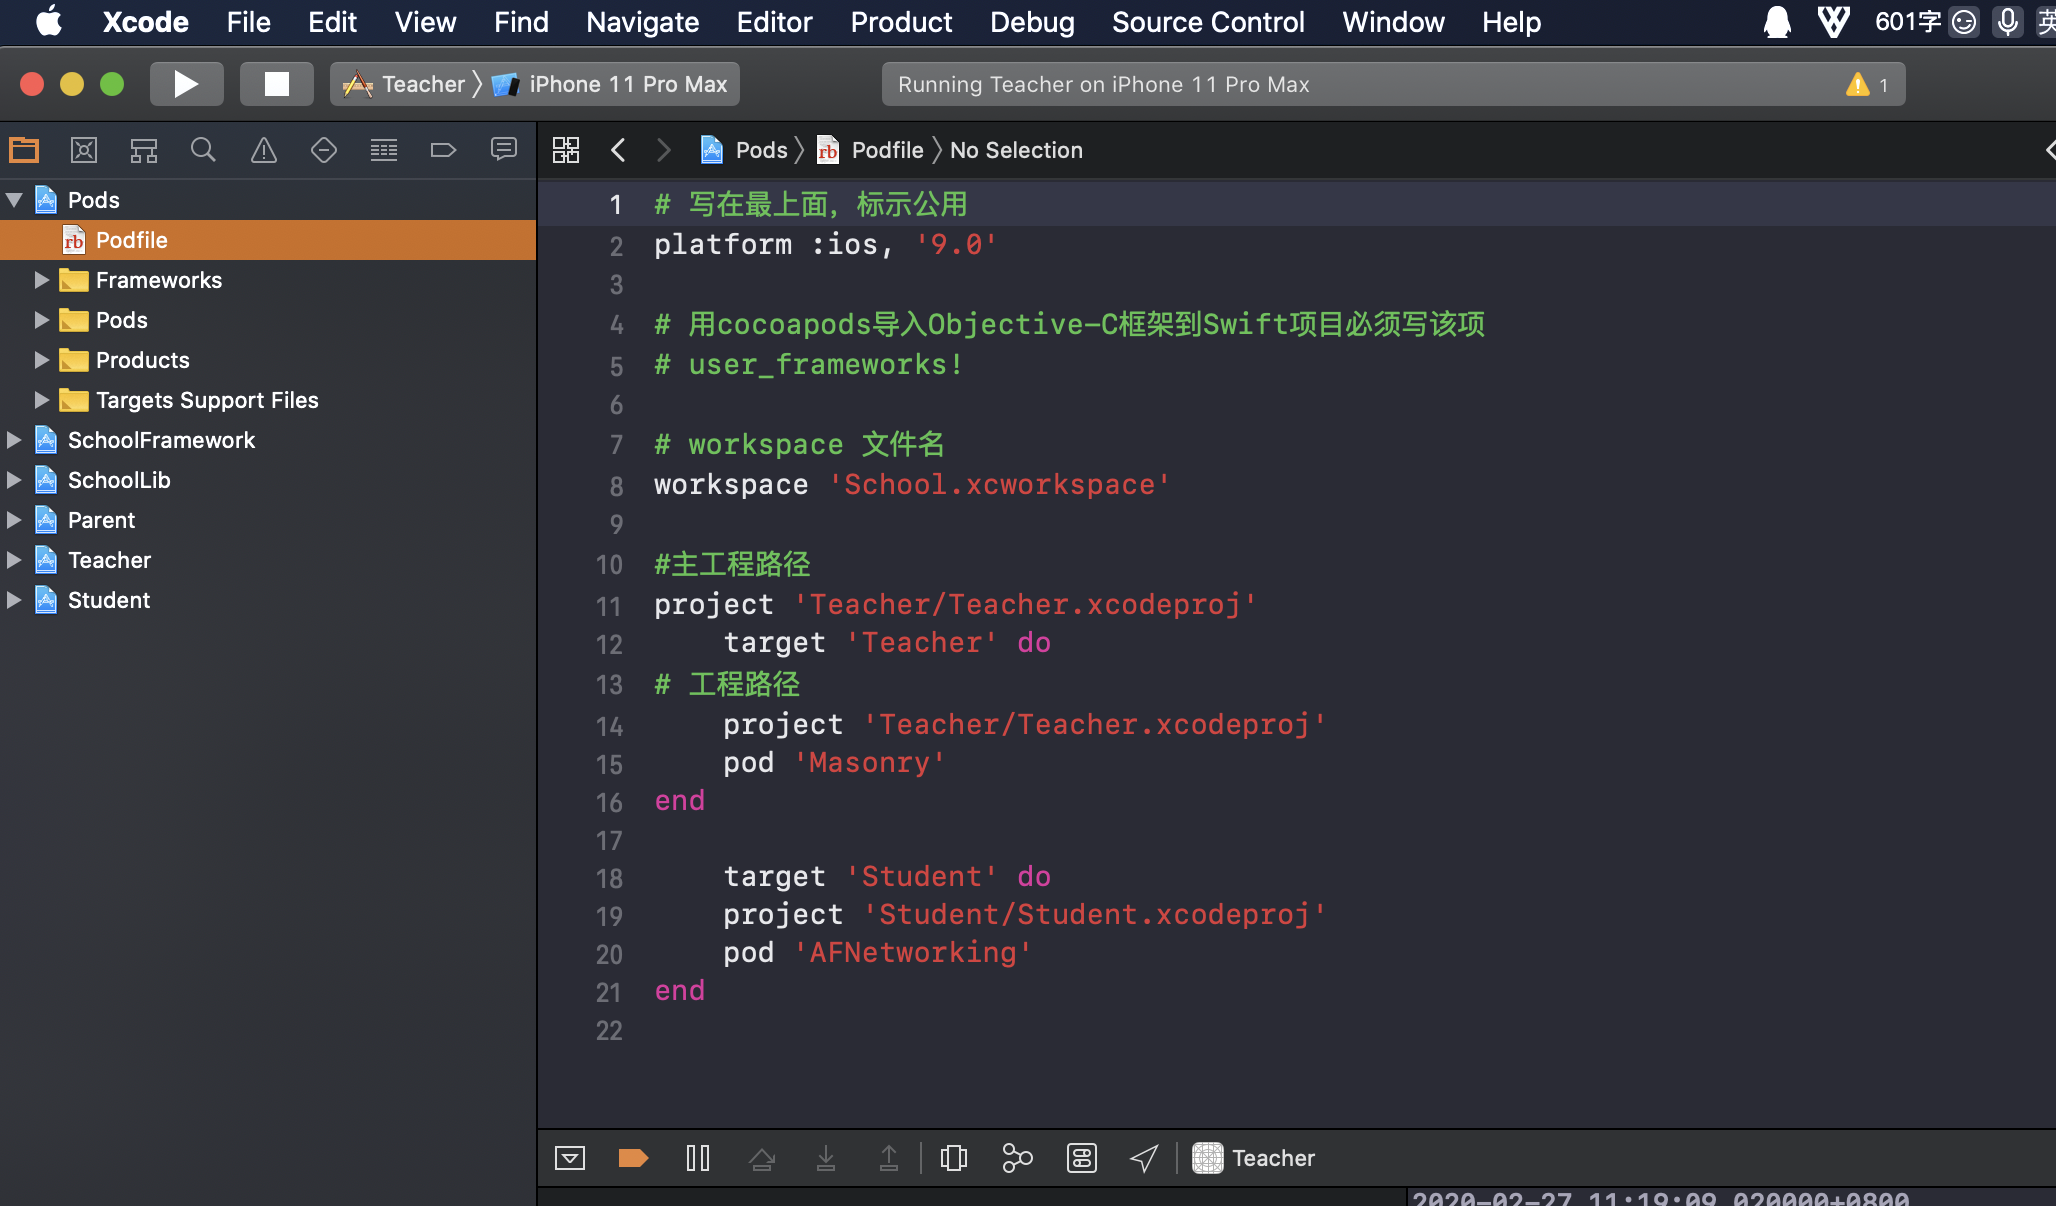 Xcode File Edit View Find Navigate Editor Product Debug Source Control Window Help 601字 英
Teacher iPhone 11 Pro Max Running Teacher on iPhone 11 Pro Max 1
Pods Podfile No Selection
Pods
Podfile
Frameworks
Pods
Products
Targets Support Files
SchoolFramework
SchoolLib
Parent
Teacher
Student
1 # 写在最上面，标示公用
2 platform :ios, '9.0'
3
4 # 用cocoapods导入Objective-C框架到Swift项目必须写该项
5 # user_frameworks!
6
7 # workspace 文件名
8 workspace 'School.xcworkspace'
9
10 #主工程路径
11 project 'Teacher/Teacher.xcodeproj'
12 target 'Teacher' do
13 # 工程路径
14 project 'Teacher/Teacher.xcodeproj'
15 pod 'Masonry'
16 end
17
18 target 'Student' do
19 project 'Student/Student.xcodeproj'
20 pod 'AFNetworking'
21 end
22
Teacher
2020-02-27 11:19:09.020000+0800